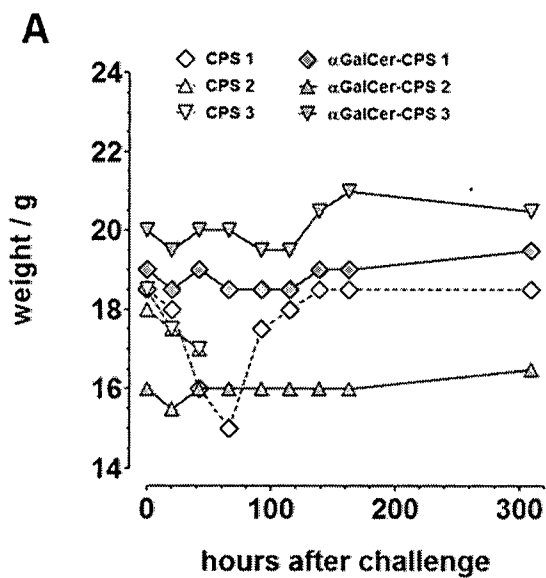 A
CPS 1 αGalCer-CPS 1
CPS 2 αGalCer-CPS 2
CPS 3 αGalCer-CPS 3
24
22
20
18
16
14
weight / g
0 100 200 300
hours after challenge